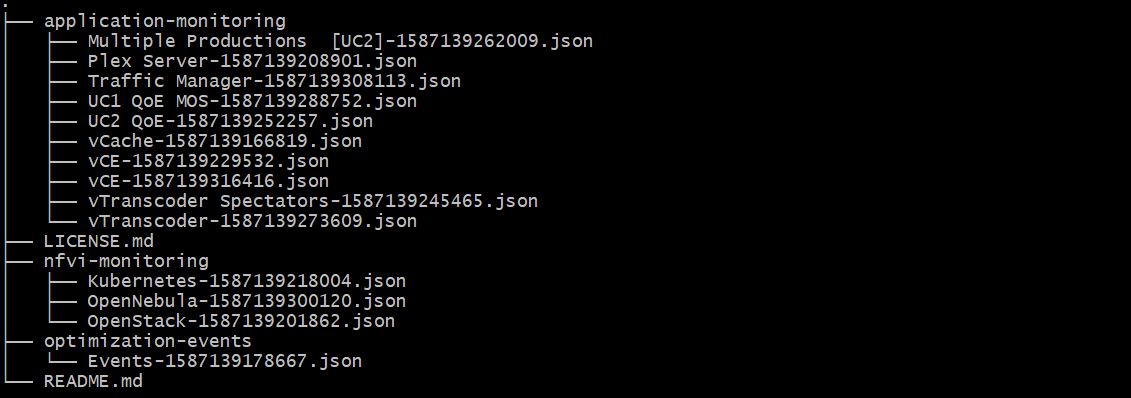 .
├── application-monitoring
│   ├── Multiple Productions  [UC2]-1587139262009.json
│   ├── Plex Server-1587139208901.json
│   ├── Traffic Manager-1587139308113.json
│   ├── UC1 QoE MOS-1587139288752.json
│   ├── UC2 QoE-1587139252257.json
│   ├── vCache-1587139166819.json
│   ├── vCE-1587139229532.json
│   ├── vCE-1587139316416.json
│   ├── vTranscoder Spectators-1587139245465.json
│   └── vTranscoder-1587139273609.json
├── LICENSE.md
├── nfvi-monitoring
│   ├── Kubernetes-1587139218004.json
│   ├── OpenNebula-1587139300120.json
│   └── OpenStack-1587139201862.json
├── optimization-events
│   └── Events-1587139178667.json
└── README.md